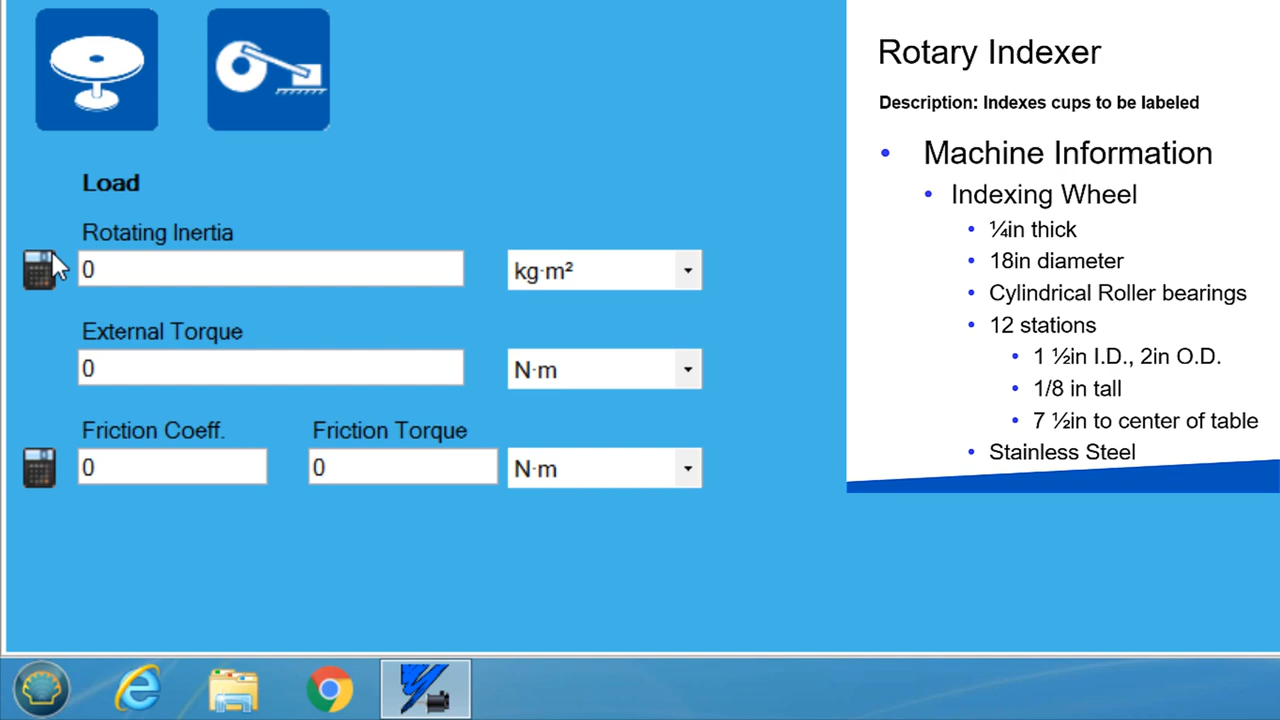 Load
Rotating Inertia
0
kg·m²
External Torque
0
N·m
Friction Coeff. Friction Torque
0 0 N·m
Rotary Indexer
Description: Indexes cups to be labeled
• Machine Information
• Indexing Wheel
• ¼in thick
• 18in diameter
• Cylindrical Roller bearings
• 12 stations
• 1 ½in I.D., 2in O.D.
• 1/8 in tall
• 7 ½in to center of table
• Stainless Steel